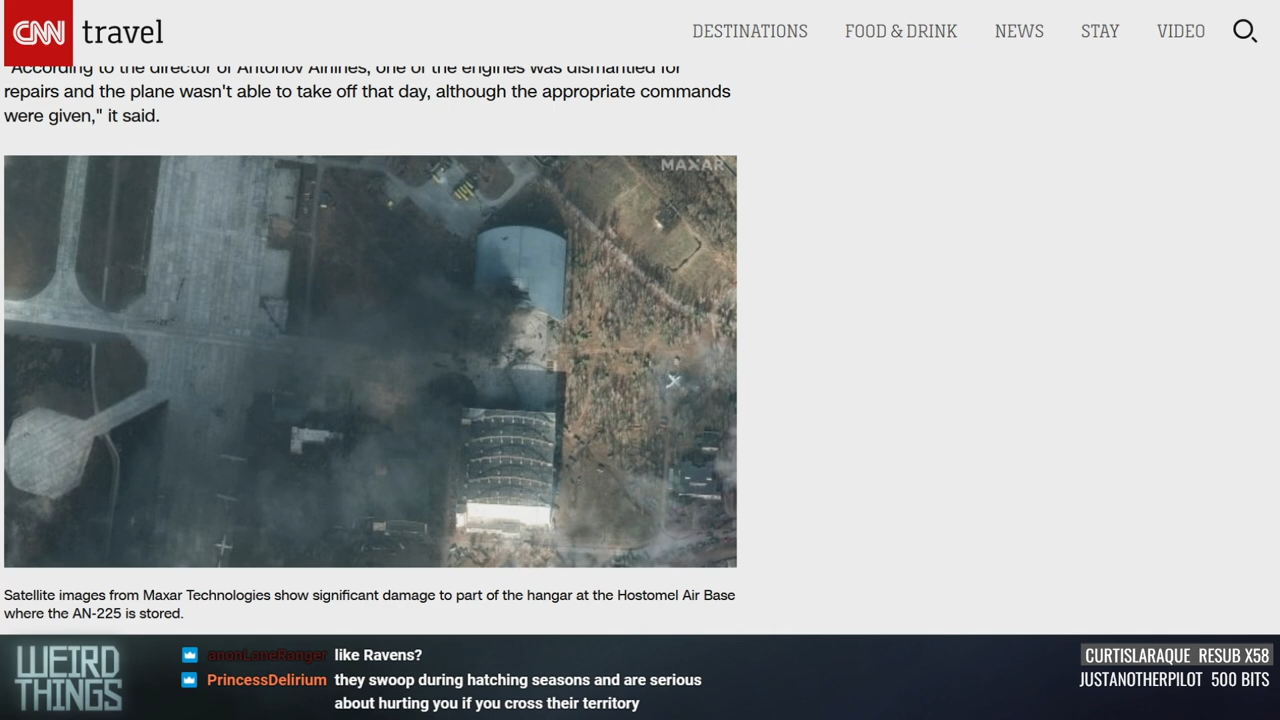 CNN travel DESTINATIONS FOOD & DRINK NEWS STAY VIDEO
"According to the director of Antonov Airlines, one of the engines was dismantled for
repairs and the plane wasn't able to take off that day, although the appropriate commands
were given," it said.
MAXAR
Satellite images from Maxar Technologies show significant damage to part of the hangar at the Hostomel Air Base
where the AN-225 is stored.
WEIRD
THINGS
anonLoneRanger like Ravens?
PrincessDelirium they swoop during hatching seasons and are serious
about hurting you if you cross their territory
CURTISLARAQUE RESUB X58
JUSTANOTHERPILOT 500 BITS